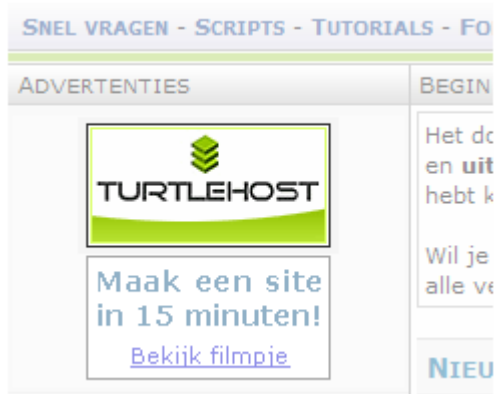 SNEL VRAGEN - SCRIPTS - TUTORIALS - FO
ADVERTENTIES
TURTLEHOST
Maak een site
in 15 minuten!
Bekijk filmpje
BEGIN
Het do
en uit
hebt k
Wil je
alle ve
NIEU